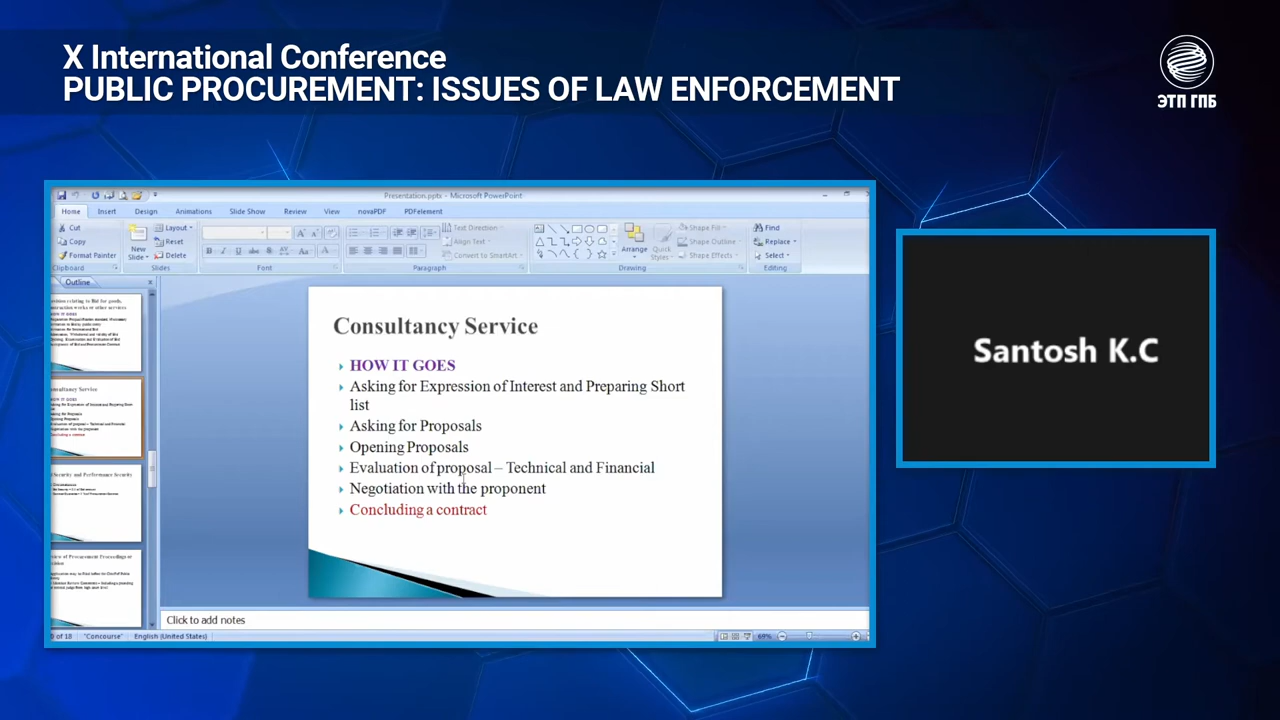 X International Conference
PUBLIC PROCUREMENT: ISSUES OF LAW ENFORCEMENT
ЭТП ГПБ
Presentation.ppts - Microsoft PowerPoint
Home Insert Design Animations Slide Show Review View novaPDF PDFelement
Cut
Copy
Format Painter
Clipboard
New Slide
Layout
Reset
Delete
Slides
Font
Text Direction
Align Text
Convert to SmartArt
Paragraph
Arrange
Quick Styles
Shape Fill
Shape Outline
Shape Effects
Drawing
Find
Replace
Select
Editing
Outline
Consultancy Service
HOW IT GOES
Asking for Expression of Interest and Preparing Short
list
Asking for Proposals
Opening Proposals
Evaluation of proposal – Technical and Financial
Negotiation with the proponent
Concluding a contract
Click to add notes
of 18 "Concourse" English (United States)
69%
Santosh K.C